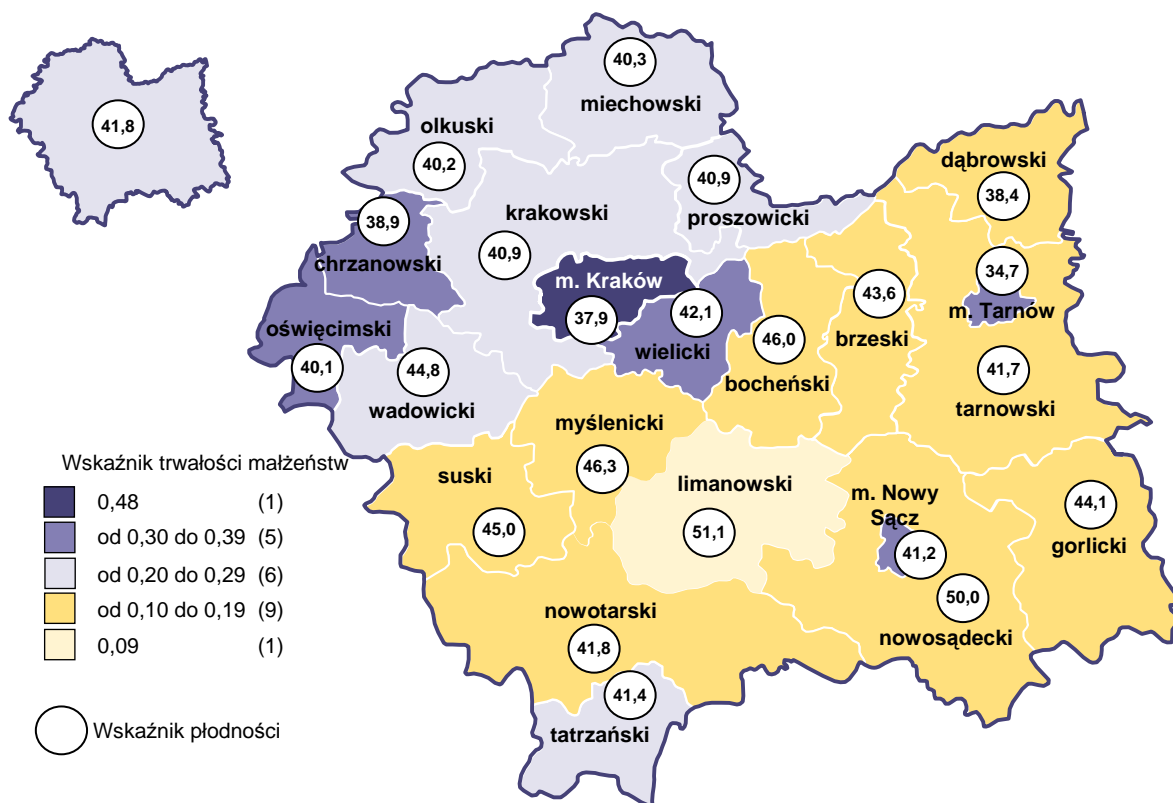 41,8
40,3
miechowski
olkuski
40,2
dąbrowski
38,4
40,9
proszowicki
krakowski
40,9
38,9
chrzanowski
m. Kraków
37,9
42,1
wielicki
34,7
m. Tarnów
43,6
brzeski
46,0
bocheński
oświęcimski
40,1
44,8
wadowicki
41,7
tarnowski
myślenicki
46,3
suski
45,0
limanowski
51,1
m. Nowy
Sącz
41,2
44,1
gorlicki
50,0
nowosądecki
nowotarski
41,8
41,4
tatrzański
Wskaźnik trwałości małżeństw
0,48 (1)
od 0,30 do 0,39 (5)
od 0,20 do 0,29 (6)
od 0,10 do 0,19 (9)
0,09 (1)
Wskaźnik płodności